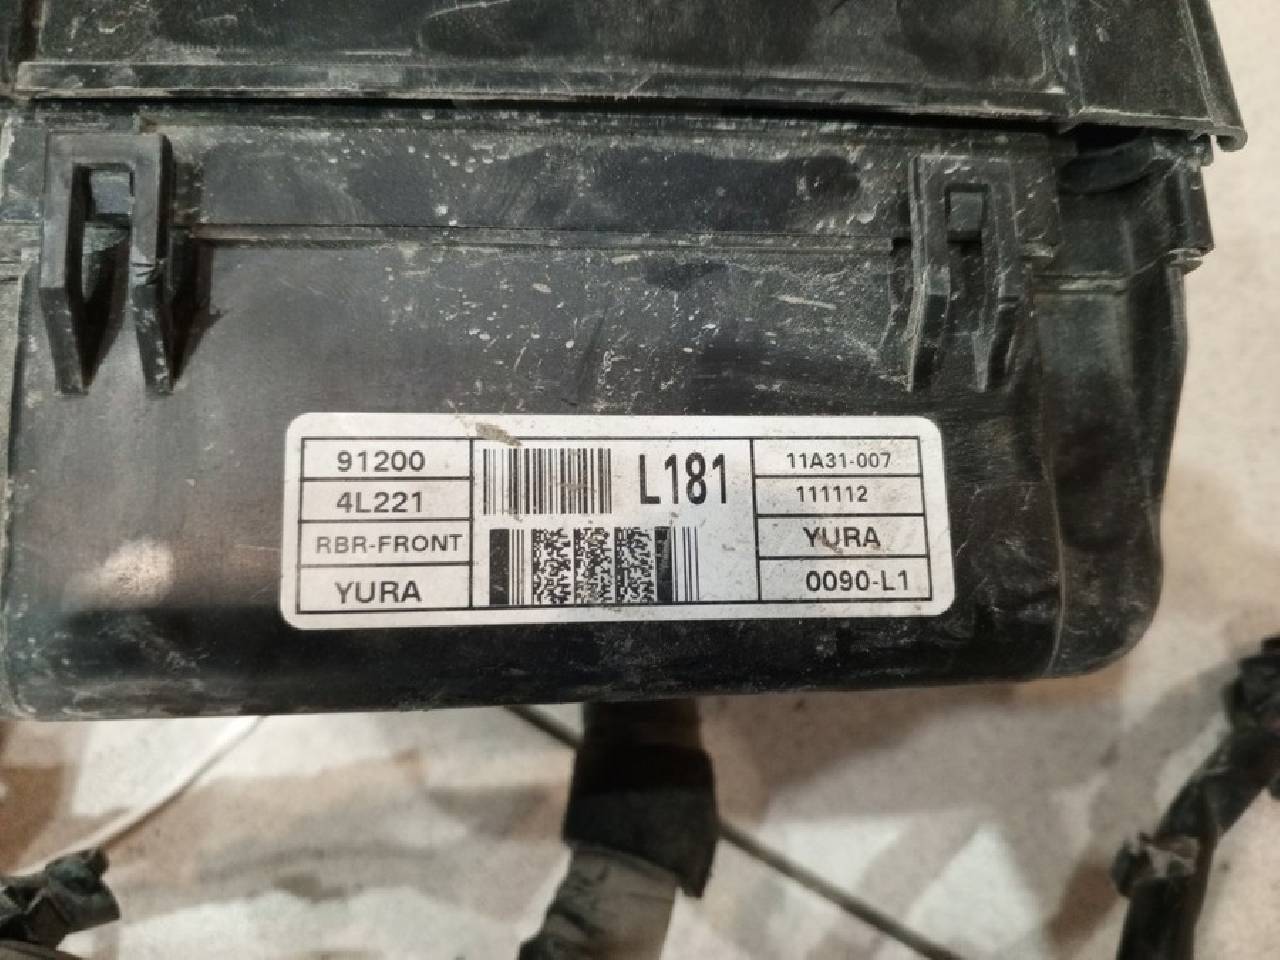 91200
4L221
RBR-FRONT
YURA
L181
11A31-007
111112
YURA
0090-L1